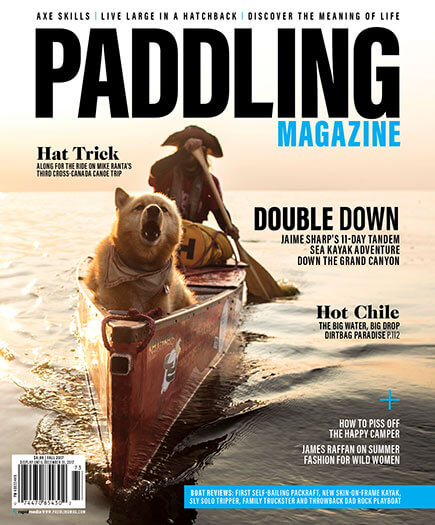 AXE SKILLS | LIVE LARGE IN A HATCHBACK | DISCOVER THE MEANING OF LIFE
PADDLING
MAGAZINE
Hat Trick
ALONG FOR THE RIDE ON MIKE RANTA'S
THIRD CROSS-CANADA CANOE TRIP
DOUBLE DOWN
JAIME SHARP'S 11-DAY TANDEM
SEA KAYAK ADVENTURE
DOWN THE GRAND CANYON
Hot Chile
THE BIG WATER, BIG DROP
DIRTBAG PARADISE P.112
+
HOW TO PISS OFF
THE HAPPY CAMPER
JAMES RAFFAN ON SUMMER
FASHION FOR WILD WOMEN
$4.99 | FALL 2017
DISPLAY UNTIL DECEMBER 31, 2017
73
rapidmedia WWW.PADDLINGMAG.COM
BOAT REVIEWS: FIRST SELF-BAILING PACKRAFT, NEW SKIN-ON-FRAME KAYAK,
SLY SOLO TRIPPER, FAMILY TRUCKSTER AND THROWBACK DAD ROCK PLAYBOAT